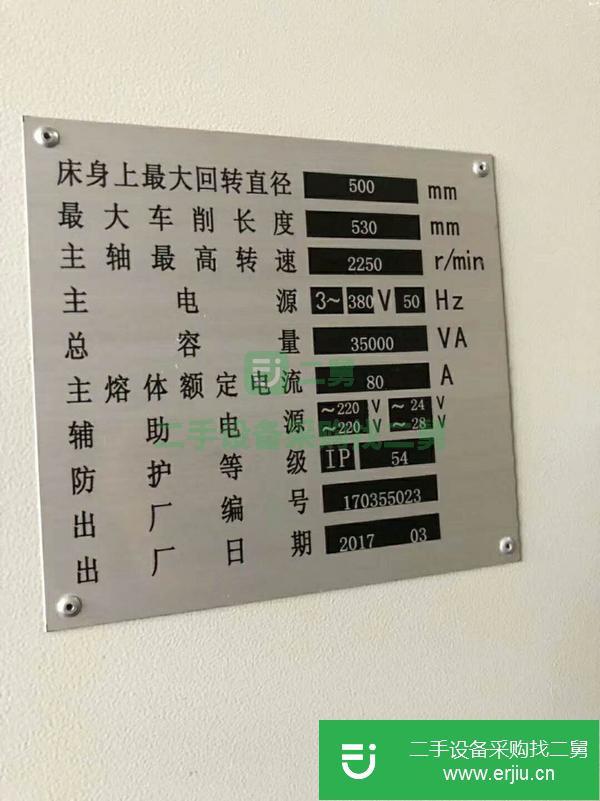 床身上最大回转直径 500 mm
最大车削长度 530 mm
主轴最高转速 2250 r/min
主电源 3~ 380 V 50 Hz
总容量 35000 VA
主熔体额定电流 80 A
辅助电源 ~220 V ~24 V
~220 V ~28 V
防护等级 IP 54
出厂编号 170355023
出厂日期 2017 03
二舅
二手设备采购找二舅
二手设备采购找二舅
www.erjiu.cn